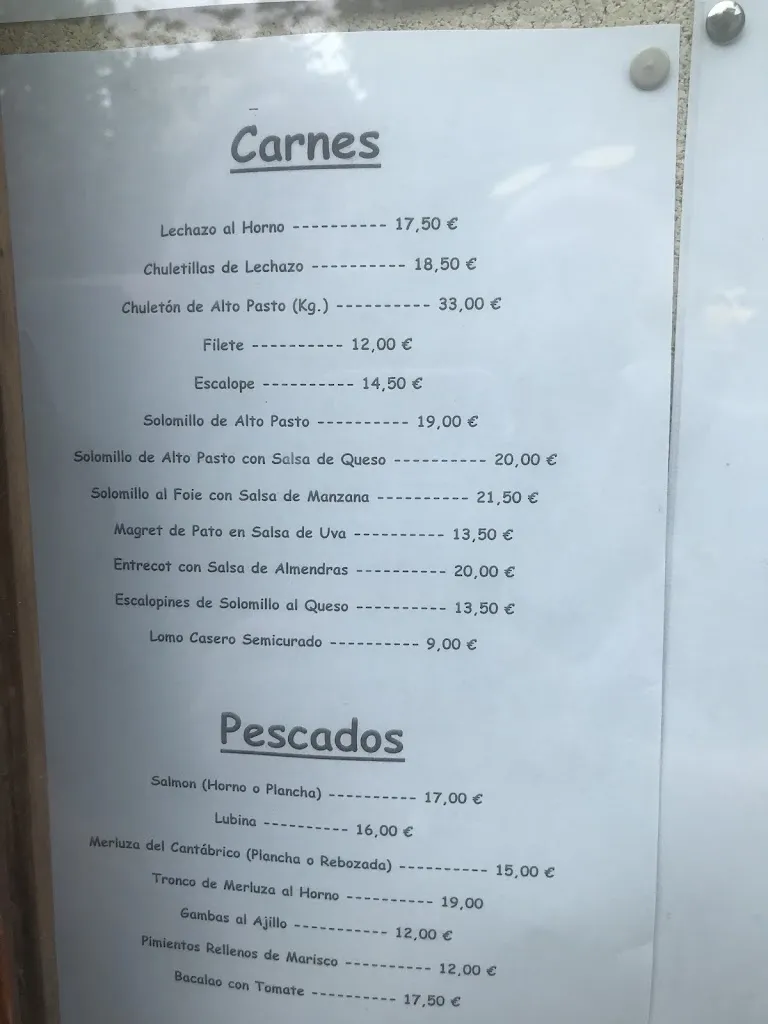 Carnes
Lechazo al Horno ---------- 17,50 €
Chuletillas de Lechazo ---------- 18,50 €
Chuletón de Alto Pasto (Kg.) ---------- 33,00 €
Filete ---------- 12,00 €
Escalope ---------- 14,50 €
Solomillo de Alto Pasto ---------- 19,00 €
Solomillo de Alto Pasto con Salsa de Queso ---------- 20,00 €
Solomillo al Foie con Salsa de Manzana ---------- 21,50 €
Magret de Pato en Salsa de Uva ---------- 13,50 €
Entrecot con Salsa de Almendras ---------- 20,00 €
Escalopines de Solomillo al Queso ---------- 13,50 €
Lomo Casero Semicurado ---------- 9,00 €
Pescados
Salmon (Horno o Plancha) ---------- 17,00 €
Lubina ---------- 16,00 €
Merluza del Cantábrico (Plancha o Rebozada) ---------- 15,00 €
Tronco de Merluza al Horno ---------- 19,00
Gambas al Ajillo ---------- 12,00 €
Pimientos Rellenos de Marisco ---------- 12,00 €
Bacalao con Tomate ---------- 17,50 €